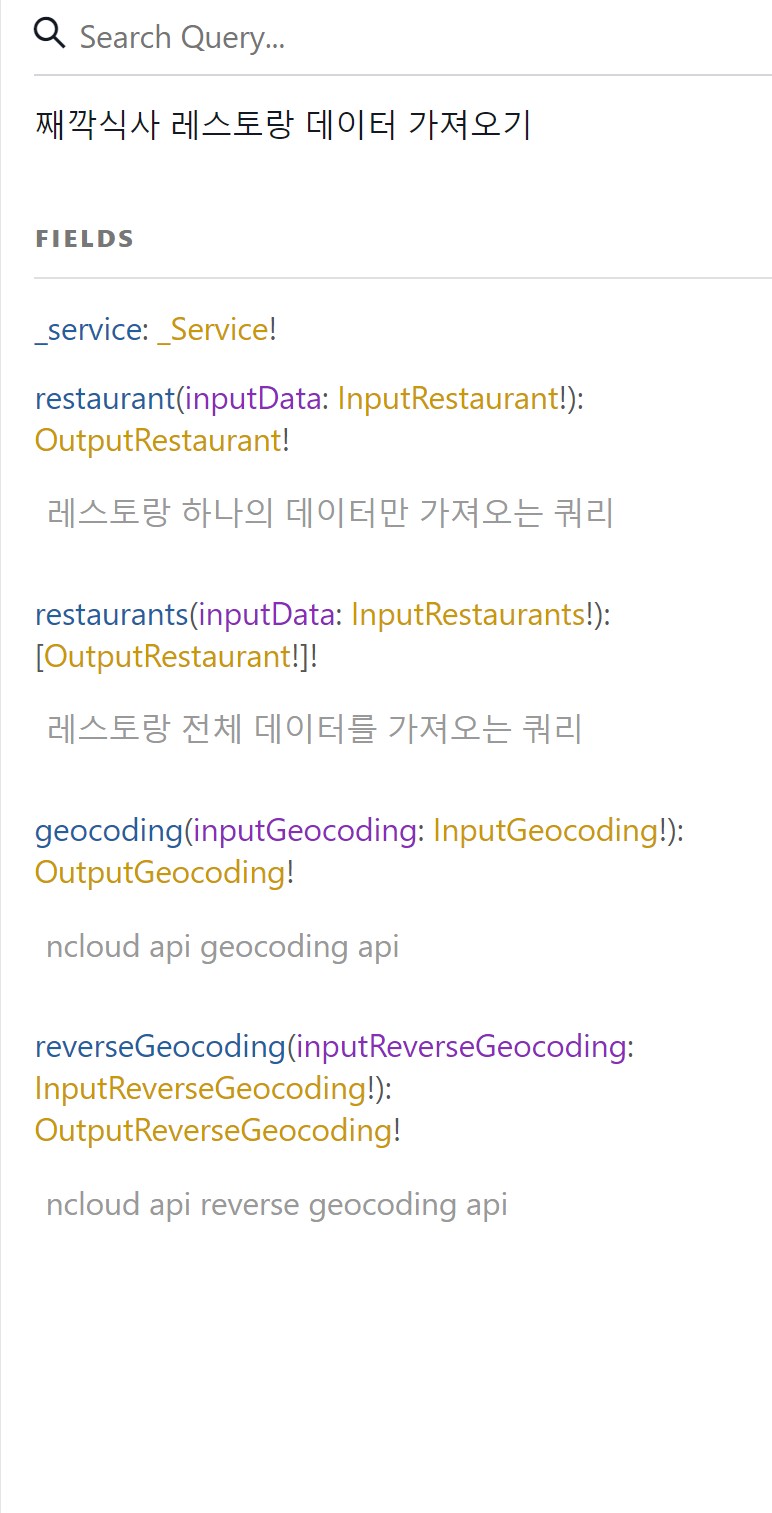 Search Query...
째깍식사 레스토랑 데이터 가져오기
FIELDS
_service: _Service!
restaurant(inputData: InputRestaurant!):
OutputRestaurant!
레스토랑 하나의 데이터만 가져오는 쿼리
restaurants(inputData: InputRestaurants!):
[OutputRestaurant!]!
레스토랑 전체 데이터를 가져오는 쿼리
geocoding(inputGeocoding: InputGeocoding!):
OutputGeocoding!
ncloud api geocoding api
reverseGeocoding(inputReverseGeocoding:
InputReverseGeocoding!):
OutputReverseGeocoding!
ncloud api reverse geocoding api